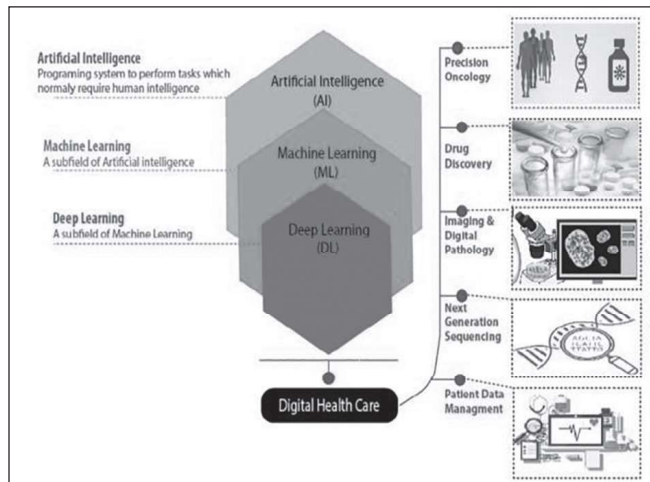 Artificial Intelligence
Programing system to perform tasks which
normaly require human intelligence
Machine Learning
A subfield of Artificial intelligence
Deep Learning
A subfield of Machine Learning
Artificial Intelligence
(AI)
Machine Learning
(ML)
Deep Learning
(DL)
Digital Health Care
Precision
Oncology
Drug
Discovery
Imaging &
Digital
Pathology
Next
Generation
Sequencing
Patient Data
Managment